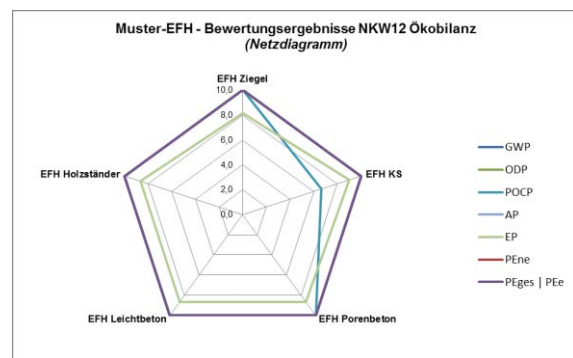 Muster-EFH - Bewertungsergebnisse NKW12 Ökobilanz
(Netzdiagramm)
EFH Ziegel
10,0
8,0
6,0
4,0
2,0
0,0
EFH Holzständer
EFH KS
EFH Leichtbeton
EFH Porenbeton
GWP
ODP
POCP
AP
EP
PEne
PEges | PEe